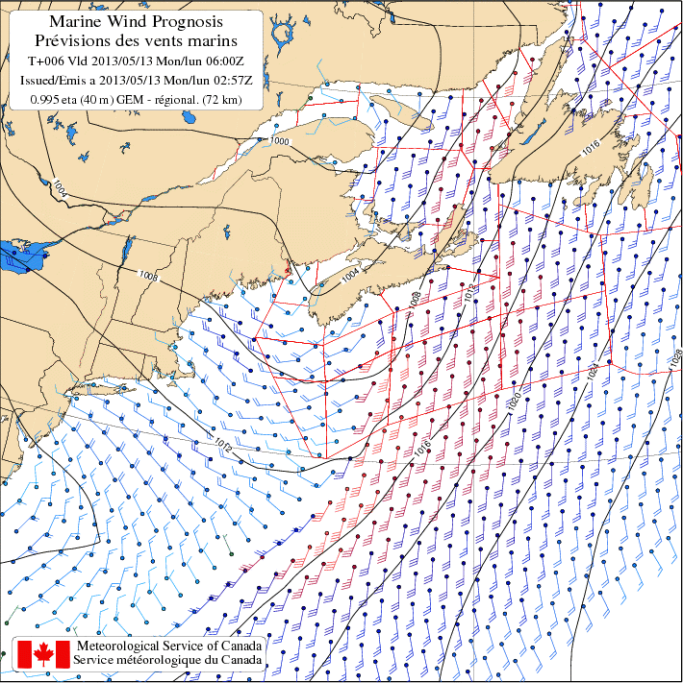 Marine Wind Prognosis
Prévisions des vents marins
T+006 Vld 2013/05/13 Mon/lun 06:00Z
Issued/Emis a 2013/05/13 Mon/lun 02:57Z
0.995 eta (40 m) GEM - régional. (72 km)
1000
1016
1004
1004
1008
1008
1012
1028
1024
1020
1012
1016
Meteorological Service of Canada
Service météorologique du Canada